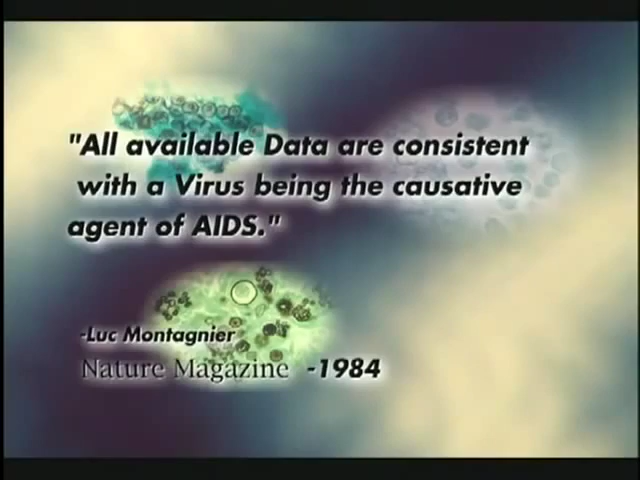 "All available Data are consistent
with a Virus being the causative
agent of AIDS."
-Luc Montagnier
Nature Magazine -1984